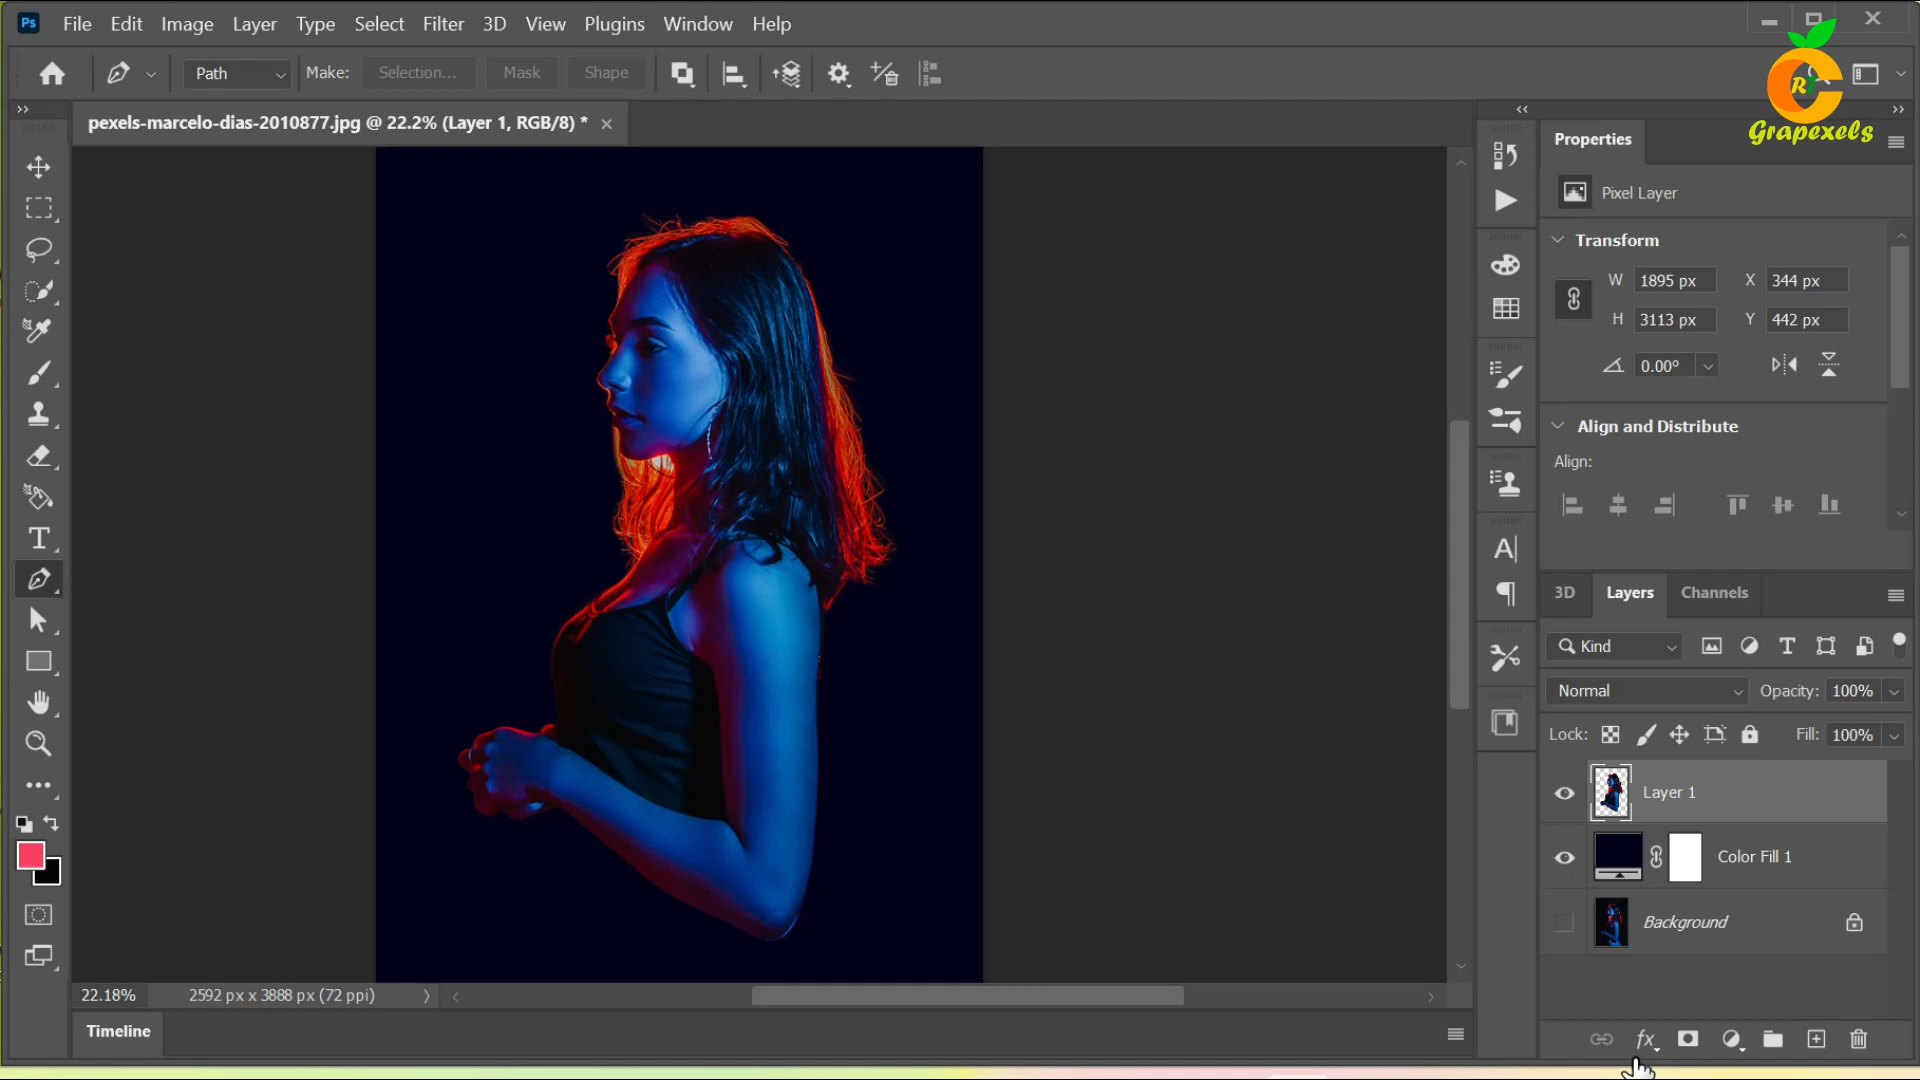 Ps File Edit Image Layer Type Select Filter 3D View Plugins Window Help
Path Make: Selection... Mask Shape
pexels-marcelo-dias-2010877.jpg @ 22.2% (Layer 1, RGB/8) *
Grapexels
Properties
Pixel Layer
Transform
W 1895 px X 344 px
H 3113 px Y 442 px
0.00°
Align and Distribute
Align:
3D Layers Channels
Kind
Normal Opacity: 100%
Lock: Fill: 100%
Layer 1
Color Fill 1
Background
fx
22.18% 2592 px x 3888 px (72 ppi)
Timeline